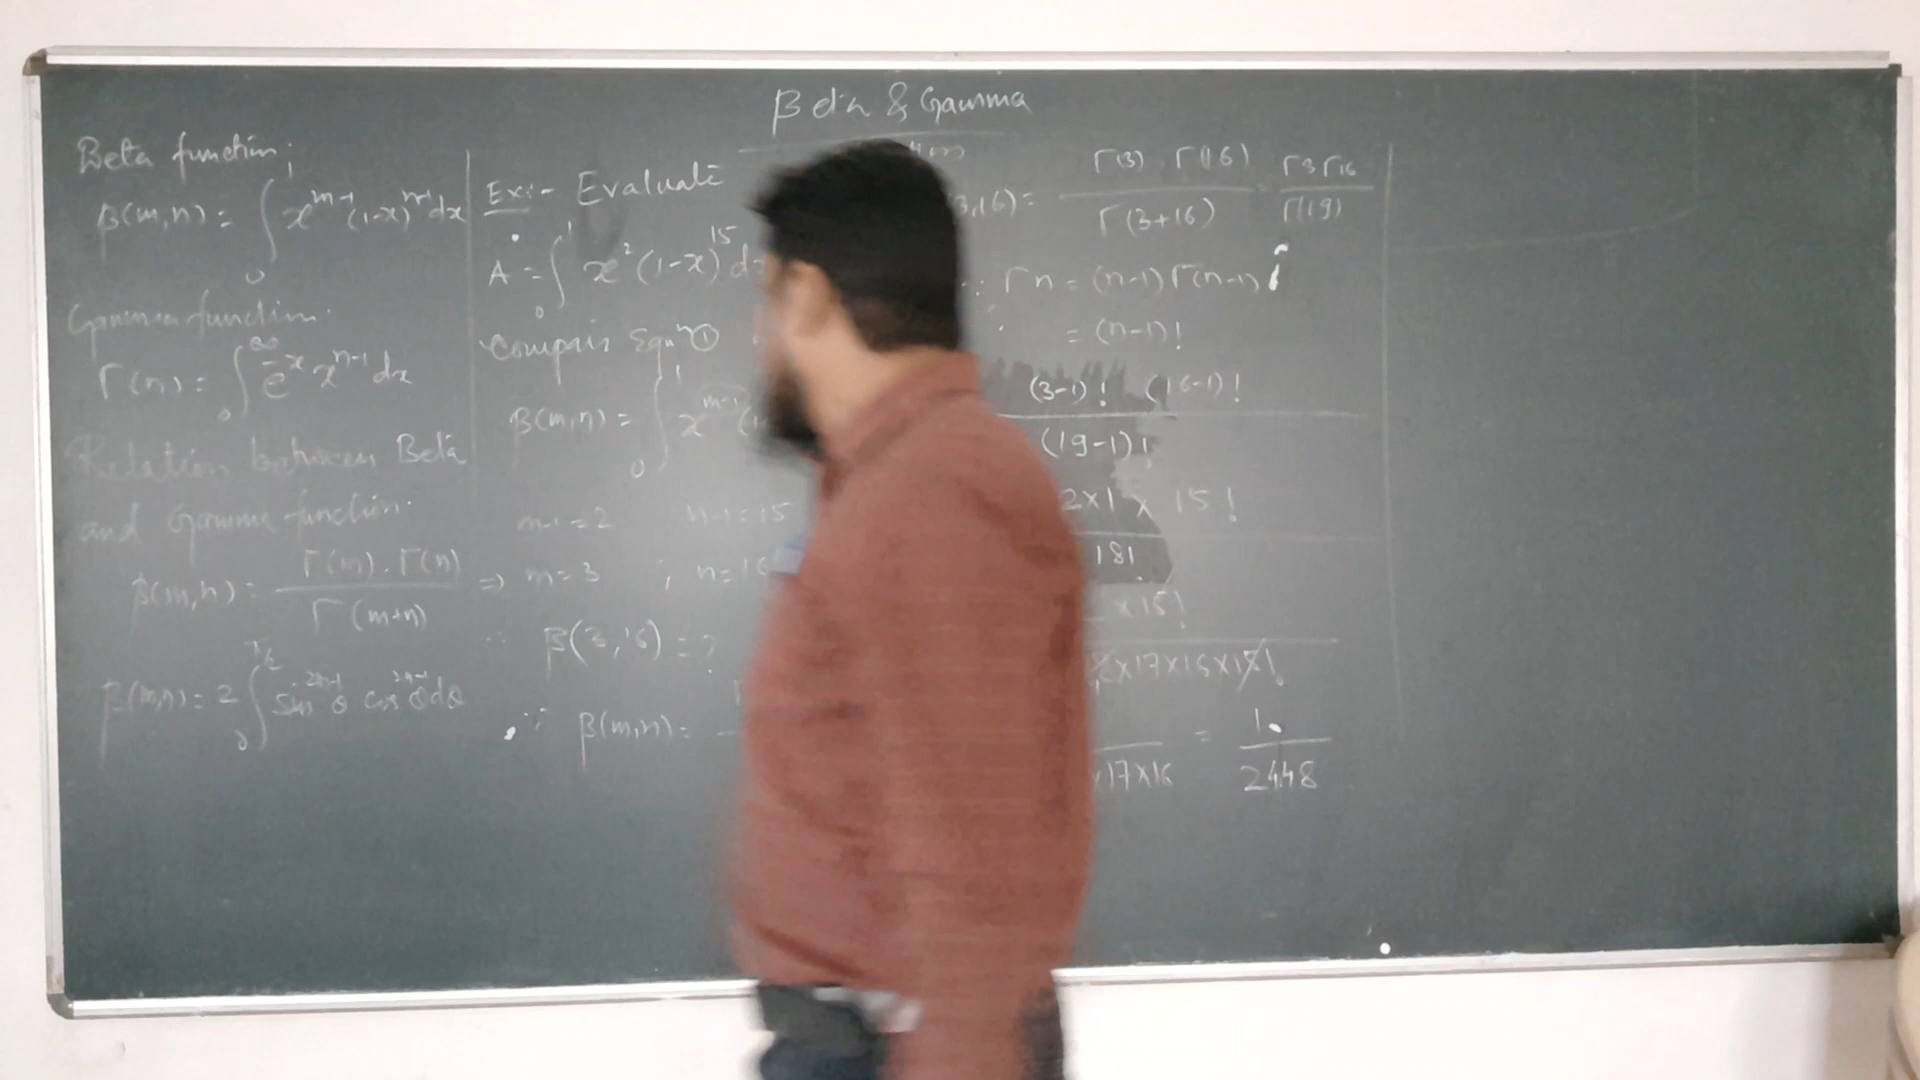 Beta & Gamma
Beta function;
β(m,n) = ∫₀¹ x^{m-1} (1-x)^{n-1} dx
Gamma function.
Γ(n) = ∫₀^∞ e^{-x} x^{n-1} dx
Relation between Beta
and Gamma function.
β(m,n) = Γ(m).Γ(n) / Γ(m+n)
β(m,n) = 2 ∫₀^{π/2} sin^{2m-1}θ cos^{2n-1}θ dθ
Ex:- Evaluate
A = ∫₀¹ x² (1-x)^{15} d
Compair Eqn ①
β(m,n) = ∫₀¹ x^{m-1} (1
m-1 = 2 n-1 = 15
⇒ m = 3 ; n = 16
∴ β(3,16) = ?
∵ β(m,n) =
3,16) = Γ(3) . Γ(16) / Γ(3+16) = Γ3 Γ16 / Γ(19)
∵ Γn = (n-1) Γ(n-1)
= (n-1)!
(3-1)! (16-1)! / (19-1)!
2×1 × 15! / 18!
×15!
×17×16×15!
×17×16 = 1 / 2448